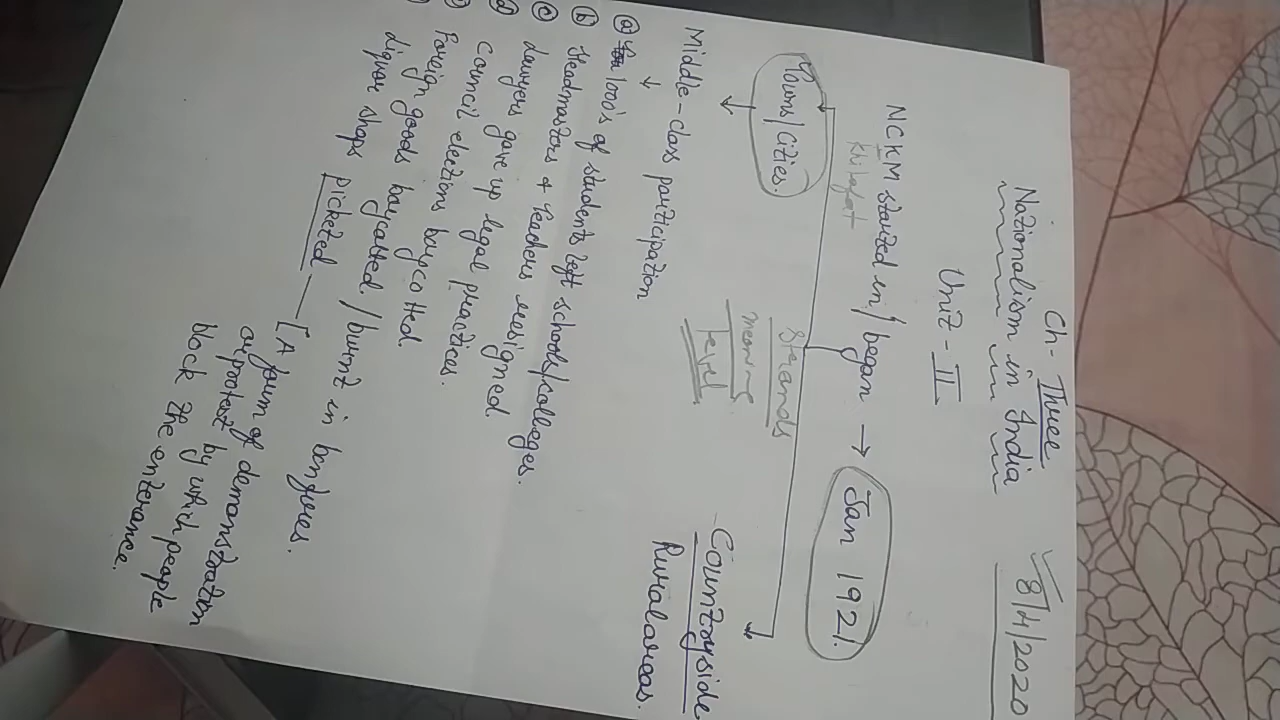 Ch- Three
8/4/2020
Nationalism in India
Unit - II
NCKM started in/began → Jan 1921.
Khilafat
Strands
meaning
level
Towns/Cities.
Countryside
Rural areas.
Middle-class participation
(a) 1000's of students left schools/colleges.
(b) Headmasters & teachers resigned.
(c) Lawyers gave up legal practices.
(d) Council elections boycotted.
Foreign goods boycotted/burnt in bonfires.
liquor shops picketed — [A form of demonstration
or protest by which people
block the enterance.